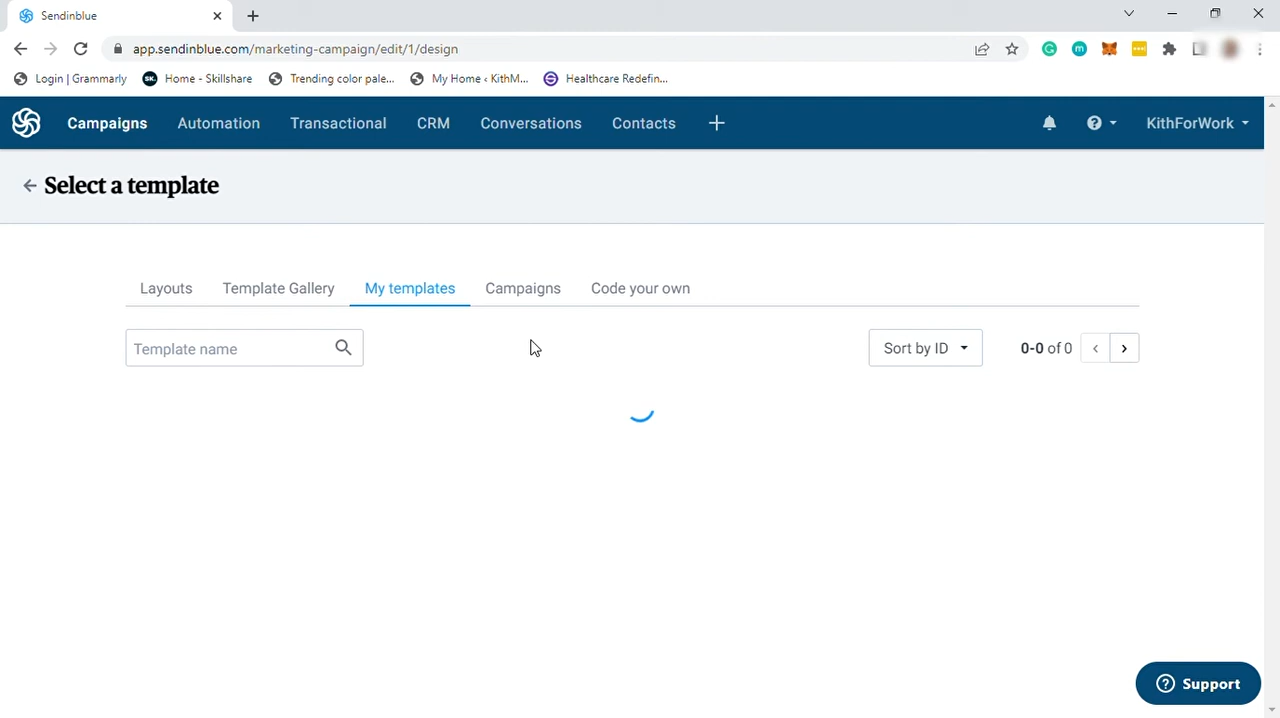 Sendinblue
app.sendinblue.com/marketing-campaign/edit/1/design
Login | Grammarly
SK.
Home - Skillshare
Trending color pale...
My Home ‹ KithM...
Healthcare Redefin...
Campaigns
Automation
Transactional
CRM
Conversations
Contacts
KithForWork
Select a template
Layouts
Template Gallery
My templates
Campaigns
Code your own
Template name
Sort by ID
0-0 of 0
Support